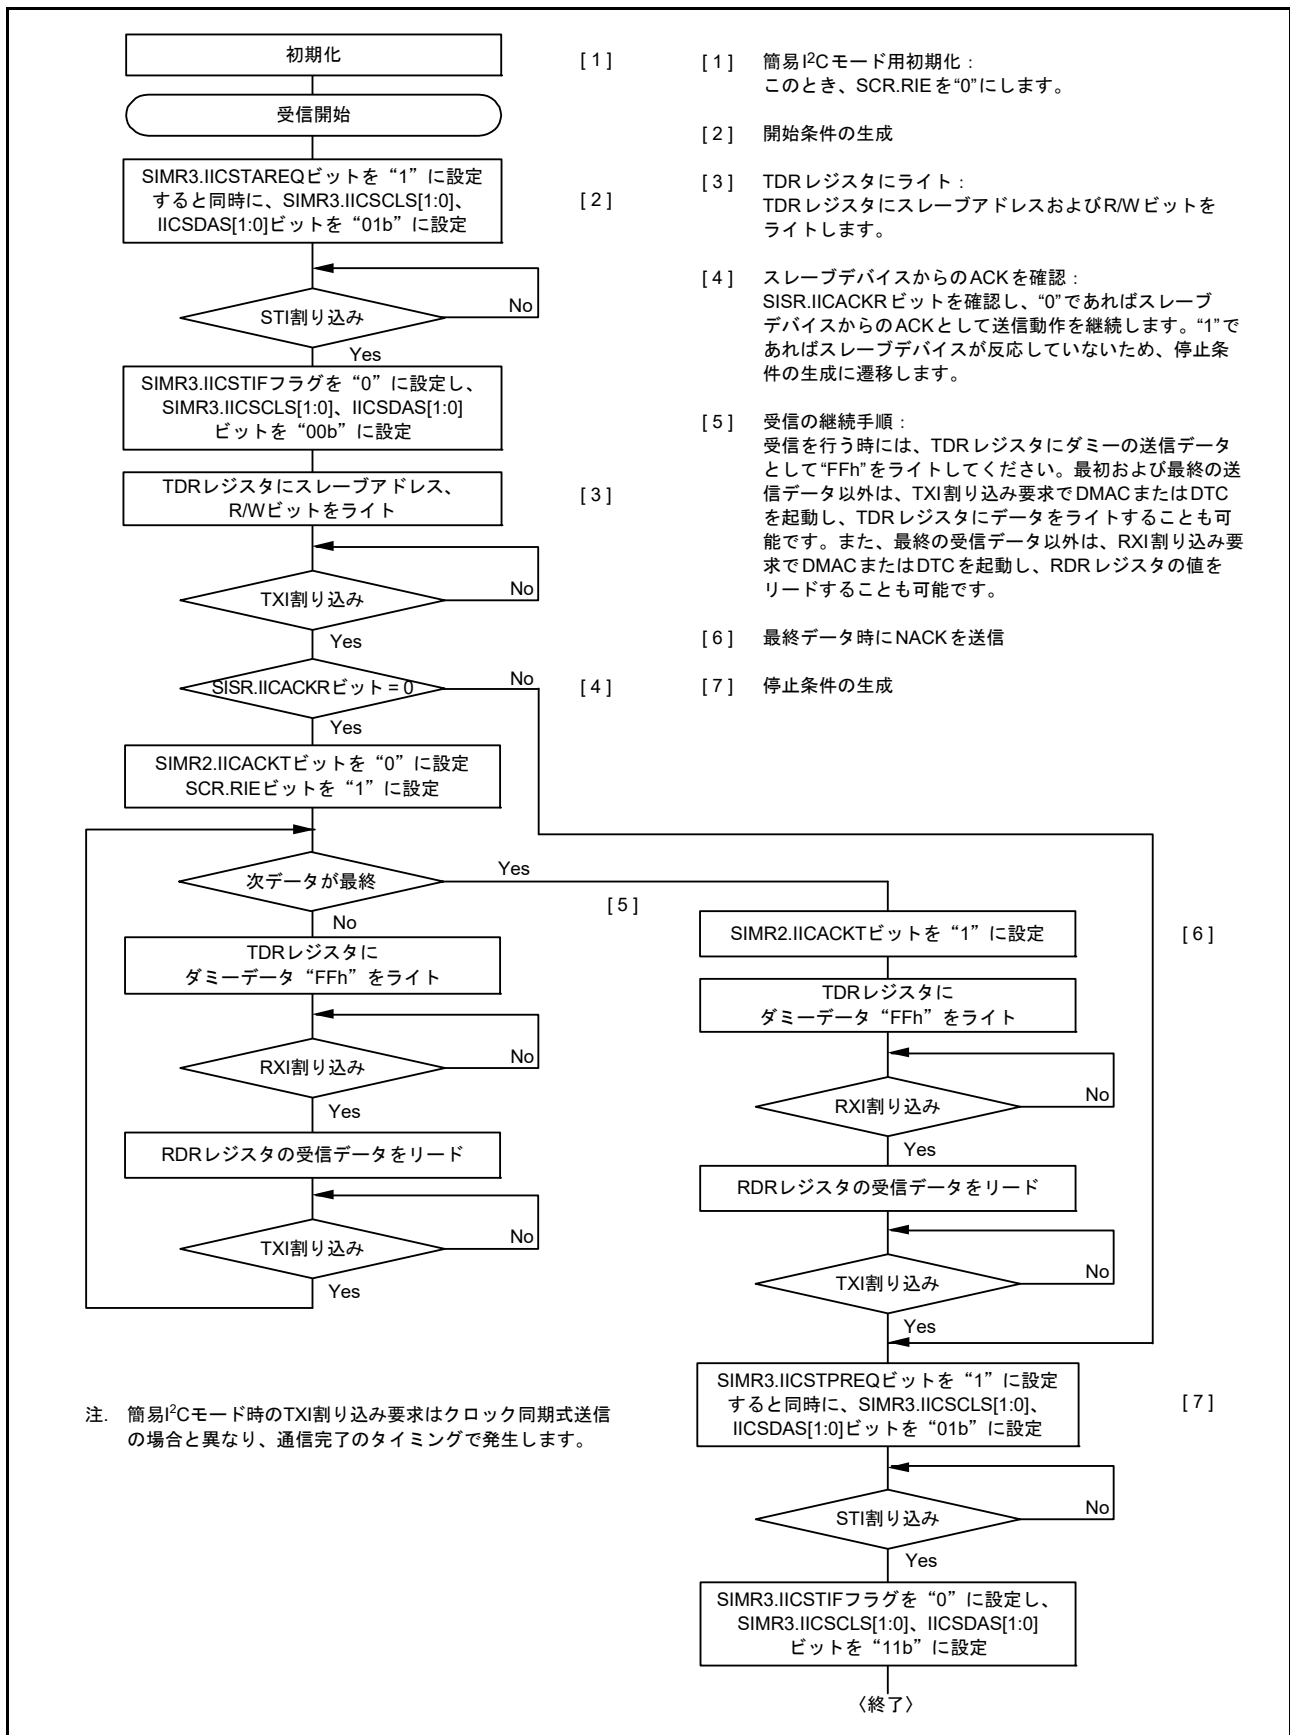 初期化
[ 1 ]
受信開始
SIMR3.IICSTAREQビットを“1”に設定
すると同時に、SIMR3.IICSCLS[1:0]、
IICSDAS[1:0]ビットを“01b”に設定
[ 2 ]
STI割り込み
No
Yes
SIMR3.IICSTIFフラグを“0”に設定し、
SIMR3.IICSCLS[1:0]、IICSDAS[1:0]
ビットを“00b”に設定
TDRレジスタにスレーブアドレス、
R/Wビットをライト
[ 3 ]
TXI割り込み
No
Yes
SISR.IICACKRビット = 0
No
[ 4 ]
Yes
SIMR2.IICACKTビットを“0”に設定
SCR.RIEビットを“1”に設定
次データが最終
Yes
[ 5 ]
No
TDRレジスタに
ダミーデータ“FFh”をライト
RXI割り込み
No
Yes
RDRレジスタの受信データをリード
TXI割り込み
No
Yes
注. 簡易I²Cモード時のTXI割り込み要求はクロック同期式送信
の場合と異なり、通信完了のタイミングで発生します。
[ 1 ] 簡易I²Cモード用初期化：
このとき、SCR.RIEを“0”にします。
[ 2 ] 開始条件の生成
[ 3 ] TDRレジスタにライト：
TDRレジスタにスレーブアドレスおよびR/Wビットを
ライトします。
[ 4 ] スレーブデバイスからのACKを確認：
SISR.IICACKRビットを確認し、“0”であればスレーブ
デバイスからのACKとして送信動作を継続します。“1”で
あればスレーブデバイスが反応していないため、停止条
件の生成に遷移します。
[ 5 ] 受信の継続手順：
受信を行う時には、TDRレジスタにダミーの送信データ
として“FFh”をライトしてください。最初および最終の送
信データ以外は、TXI割り込み要求でDMACまたはDTC
を起動し、TDRレジスタにデータをライトすることも可
能です。また、最終の受信データ以外は、RXI割り込み要
求でDMACまたはDTCを起動し、RDRレジスタの値を
リードすることも可能です。
[ 6 ] 最終データ時にNACKを送信
[ 7 ] 停止条件の生成
SIMR2.IICACKTビットを“1”に設定
[ 6 ]
TDRレジスタに
ダミーデータ“FFh”をライト
RXI割り込み
No
Yes
RDRレジスタの受信データをリード
TXI割り込み
No
Yes
SIMR3.IICSTPREQビットを“1”に設定
すると同時に、SIMR3.IICSCLS[1:0]、
IICSDAS[1:0]ビットを“01b”に設定
[ 7 ]
STI割り込み
No
Yes
SIMR3.IICSTIFフラグを“0”に設定し、
SIMR3.IICSCLS[1:0]、IICSDAS[1:0]
ビットを“11b”に設定
〈終了〉